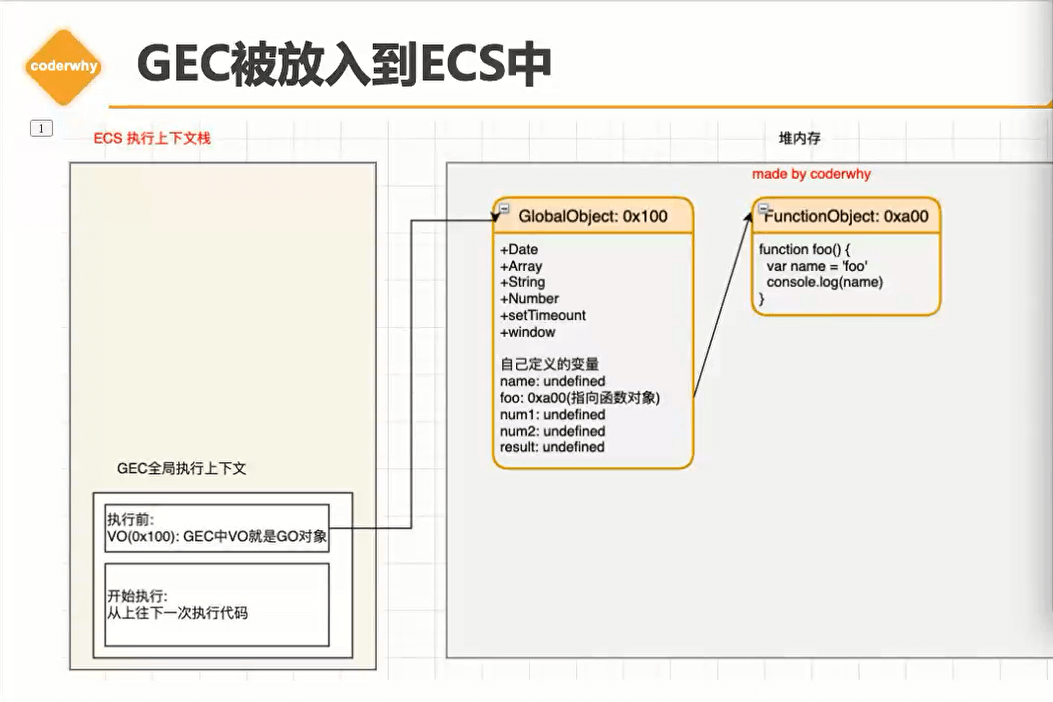 coderwhy
GEC被放入到ECS中
1
ECS 执行上下文栈
堆内存
made by coderwhy
GlobalObject: 0x100
FunctionObject: 0xa00
+Date
+Array
+String
+Number
+setTimeout
+window
自己定义的变量
name: undefined
foo: 0xa00(指向函数对象)
num1: undefined
num2: undefined
result: undefined
function foo() {
var name = 'foo'
console.log(name)
}
GEC全局执行上下文
执行前:
VO(0x100): GEC中VO就是GO对象
开始执行:
从上往下一次执行代码